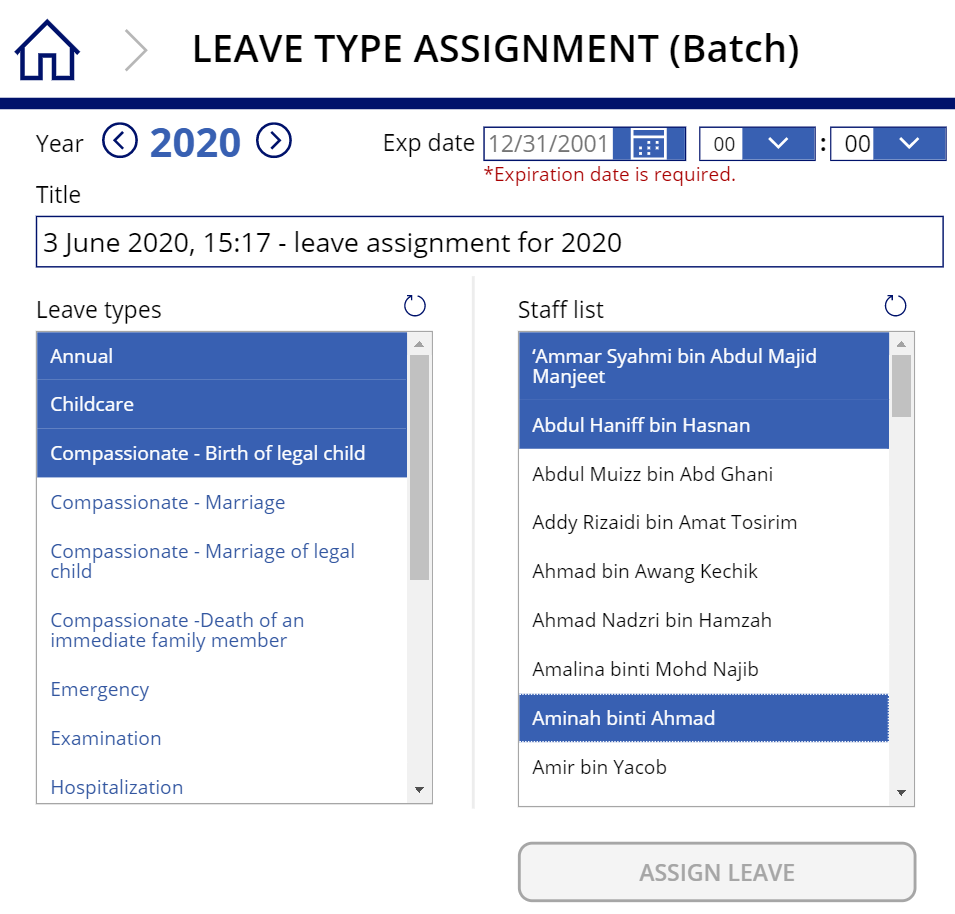 LEAVE TYPE ASSIGNMENT (Batch)
Year 2020 Exp date 12/31/2001 00 : 00
*Expiration date is required.
Title
3 June 2020, 15:17 - leave assignment for 2020
Leave types
Annual
Childcare
Compassionate - Birth of legal child
Compassionate - Marriage
Compassionate - Marriage of legal
child
Compassionate -Death of an
immediate family member
Emergency
Examination
Hospitalization
Staff list
‘Ammar Syahmi bin Abdul Majid
Manjeet
Abdul Haniff bin Hasnan
Abdul Muizz bin Abd Ghani
Addy Rizaidi bin Amat Tosirim
Ahmad bin Awang Kechik
Ahmad Nadzri bin Hamzah
Amalina binti Mohd Najib
Aminah binti Ahmad
Amir bin Yacob
ASSIGN LEAVE